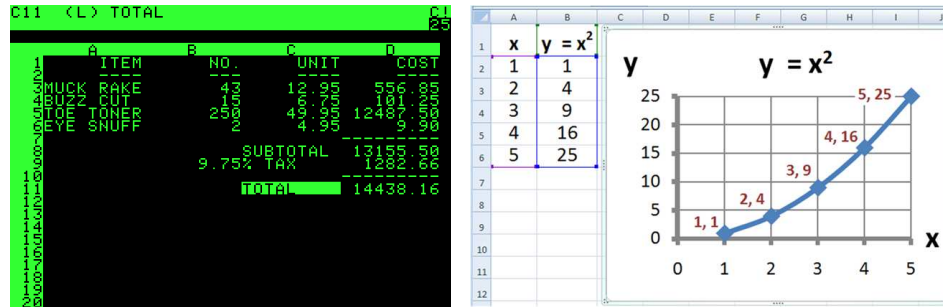 C11 (L) TOTAL C!
25
A B C D
1 ITEM NO. UNIT COST
2 ---- --- ---- ----
3 MUCK RAKE 43 12.95 556.85
4 BUZZ CUT 15 6.75 101.25
5 TOE TONER 250 49.95 12487.50
6 EYE SNUFF 2 4.95 9.90
7 ---------
8 SUBTOTAL 13155.50
9 9.75% TAX 1282.66
10 ---------
11 TOTAL 14438.16
12
13
14
15
16
17
18
19
20
A B C D E F G H I J
1 x y = x²
2 1 1
3 2 4
4 3 9
5 4 16
6 5 25
7
8
9
10
11
12
y y = x²
25
20
15
10
5
0
5, 25
4, 16
3, 9
2, 4
1, 1
0 1 2 3 4 5
x